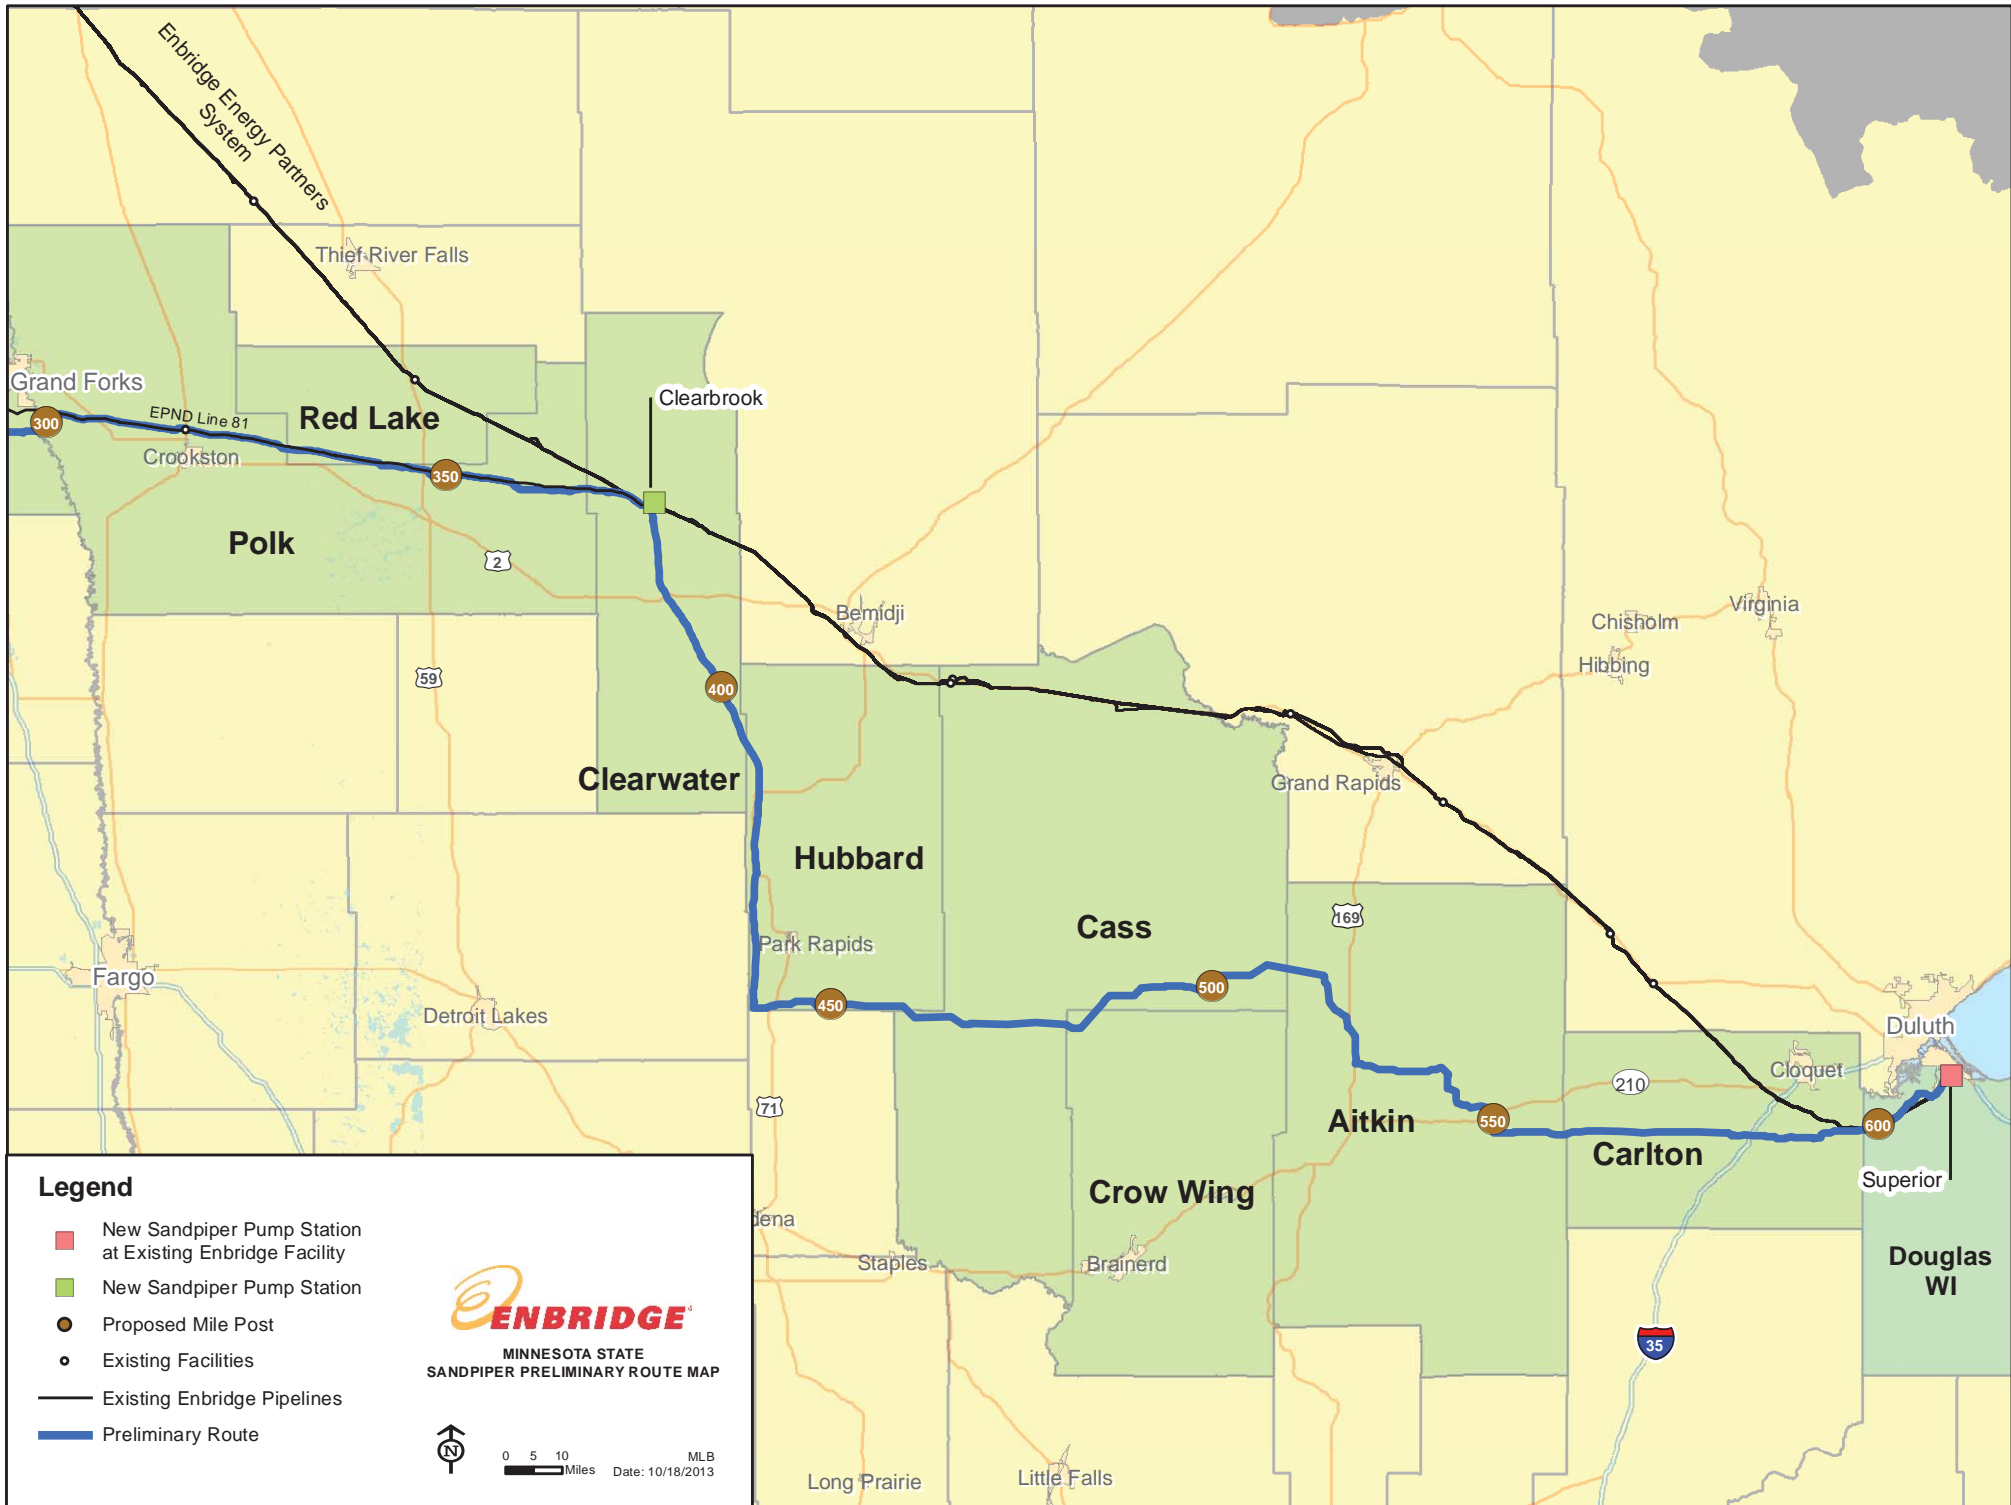 Enbridge Energy Partners
System
Thief River Falls
Grand Forks
300
EPND Line 81
Crookston
Red Lake
350
Clearbrook
Polk
2
59
Bemidji
400
Clearwater
Chisholm
Virginia
Hibbing
Grand Rapids
Hubbard
Cass
169
Park Rapids
Fargo
Detroit Lakes
450
500
Duluth
Cloquet
210
71
Aitkin
550
600
Carlton
Superior
Crow Wing
dena
Staples
Brainerd
Douglas
WI
35
Long Prairie
Little Falls
Legend
New Sandpiper Pump Station
at Existing Enbridge Facility
New Sandpiper Pump Station
Proposed Mile Post
Existing Facilities
Existing Enbridge Pipelines
Preliminary Route
ENBRIDGE
MINNESOTA STATE
SANDPIPER PRELIMINARY ROUTE MAP
N
0 5 10
Miles
MLB
Date: 10/18/2013